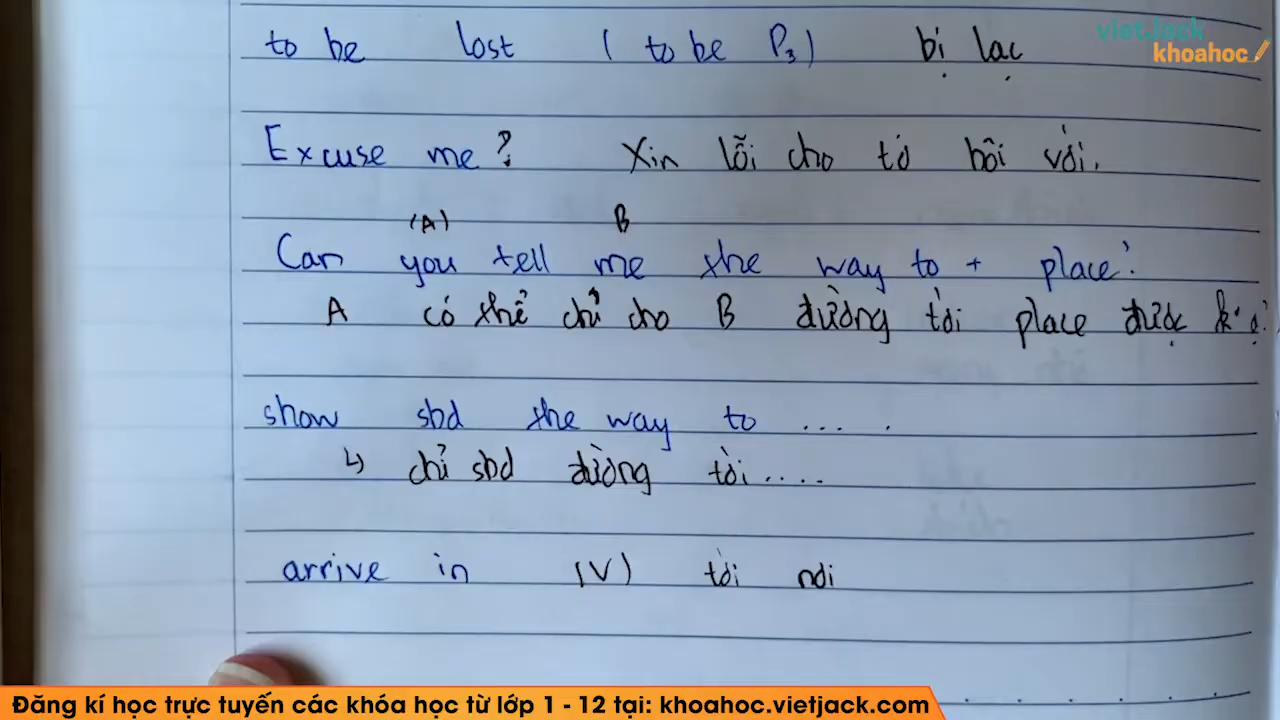 to be lost ( to be P3 ) bị lạc
vietJack
khoahoc
Excuse me? Xin lỗi cho tớ hỏi với.
(A) B
Can you tell me the way to + place?
A có thể chỉ cho B đường tới place được k. ạ?
show sbd the way to ... .
↳ chỉ sbd đường tới ....
arrive in (V) tới nơi
Đăng kí học trực tuyến các khóa học từ lớp 1 - 12 tại: khoahoc.vietjack.com